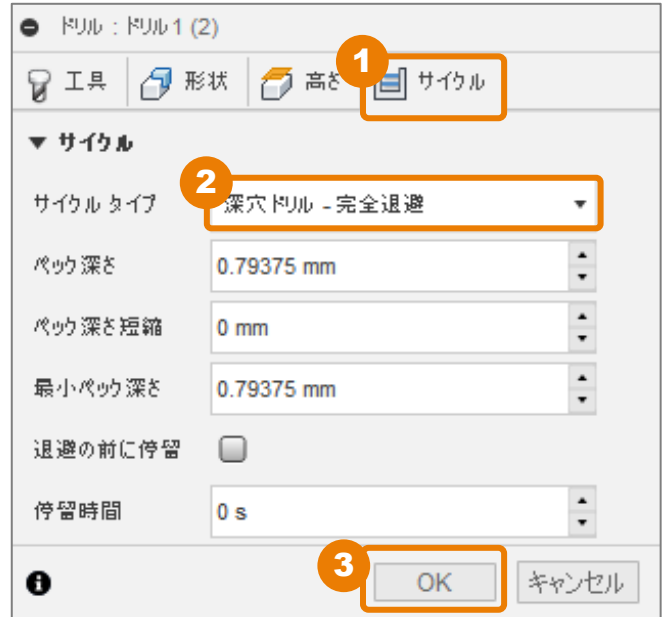 ドリル : ドリル1 (2)
1
工具 形状 高さ サイクル
▼ サイクル
2
サイクル タイプ 深穴ドリル - 完全退避
ペック深さ 0.79375 mm
ペック深さ短縮 0 mm
最小ペック深さ 0.79375 mm
退避の前に停留
停留時間 0 s
3
OK キャンセル